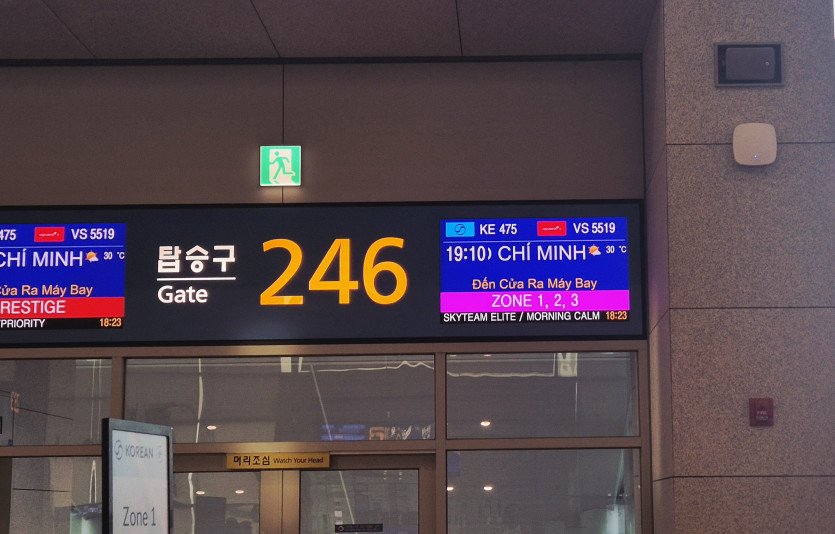 475 VS 5519
CHÍ MINH 30 °C
ửa Ra Máy Bay
RESTIGE
PRIORITY 18:23
탑승구
Gate
246
KE 475 VS 5519
19:10) CHÍ MINH 30 °C
Đến Cửa Ra Máy Bay
ZONE 1, 2, 3
SKYTEAM ELITE / MORNING CALM 18:23
머리조심 Watch Your Head
KOREAN
Zone 1